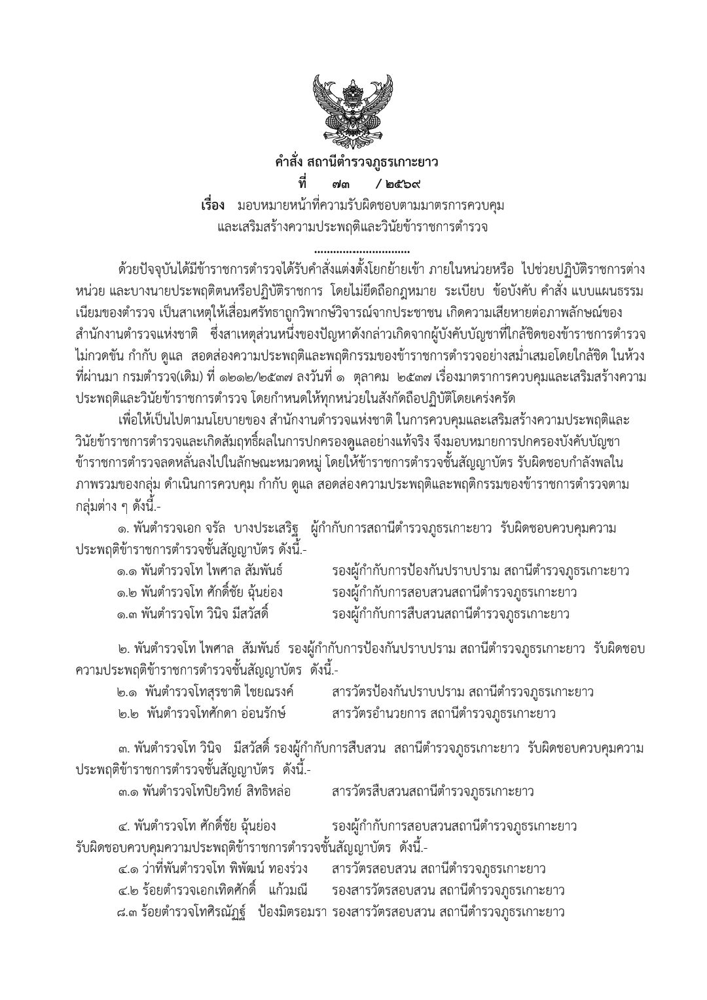 คำสั่ง สถานีตำรวจภูธรเกาะยาว
ที่ ๗๓ / ๒๕๖๙
เรื่อง มอบหมายหน้าที่ความรับผิดชอบตามมาตรการควบคุม
และเสริมสร้างความประพฤติและวินัยข้าราชการตำรวจ
..............................
ด้วยปัจจุบันได้มีข้าราชการตำรวจได้รับคำสั่งแต่งตั้งโยกย้ายเข้า ภายในหน่วยหรือ ไปช่วยปฏิบัติราชการต่าง
หน่วย และบางนายประพฤติตนหรือปฏิบัติราชการ โดยไม่ยึดถือกฎหมาย ระเบียบ ข้อบังคับ คำสั่ง แบบแผนธรรม
เนียมของตำรวจ เป็นสาเหตุให้เสื่อมศรัทธาถูกวิพากษ์วิจารณ์จากประชาชน เกิดความเสียหายต่อภาพลักษณ์ของ
สำนักงานตำรวจแห่งชาติ ซึ่งสาเหตุส่วนหนึ่งของปัญหาดังกล่าวเกิดจากผู้บังคับบัญชาที่ใกล้ชิดของข้าราชการตำรวจ
ไม่กวดขัน กำกับ ดูแล สอดส่องความประพฤติและพฤติกรรมของข้าราชการตำรวจอย่างสม่ำเสมอโดยใกล้ชิด ในห้วง
ที่ผ่านมา กรมตำรวจ(เดิม) ที่ ๑๒๑๒/๒๕๓๗ ลงวันที่ ๑ ตุลาคม ๒๕๓๗ เรื่องมาตราการควบคุมและเสริมสร้างความ
ประพฤติและวินัยข้าราชการตำรวจ โดยกำหนดให้ทุกหน่วยในสังกัดถือปฏิบัติโดยเคร่งครัด
เพื่อให้เป็นไปตามนโยบายของ สำนักงานตำรวจแห่งชาติ ในการควบคุมและเสริมสร้างความประพฤติและ
วินัยข้าราชการตำรวจและเกิดสัมฤทธิ์ผลในการปกครองดูแลอย่างแท้จริง จึงมอบหมายการปกครองบังคับบัญชา
ข้าราชการตำรวจลดหลั่นลงไปในลักษณะหมวดหมู่ โดยให้ข้าราชการตำรวจชั้นสัญญาบัตร รับผิดชอบกำลังพลใน
ภาพรวมของกลุ่ม ดำเนินการควบคุม กำกับ ดูแล สอดส่องความประพฤติและพฤติกรรมของข้าราชการตำรวจตาม
กลุ่มต่าง ๆ ดังนี้.-
๑. พันตำรวจเอก จรัล บางประเสริฐ ผู้กำกับการสถานีตำรวจภูธรเกาะยาว รับผิดชอบควบคุมความ
ประพฤติข้าราชการตำรวจชั้นสัญญาบัตร ดังนี้.-
๑.๑ พันตำรวจโท ไพศาล สัมพันธ์ รองผู้กำกับการป้องกันปราบปราม สถานีตำรวจภูธรเกาะยาว
๑.๒ พันตำรวจโท ศักดิ์ชัย ฉุ้นย่อง รองผู้กำกับการสอบสวนสถานีตำรวจภูธรเกาะยาว
๑.๓ พันตำรวจโท วินิจ มีสวัสดิ์ รองผู้กำกับการสืบสวนสถานีตำรวจภูธรเกาะยาว
๒. พันตำรวจโท ไพศาล สัมพันธ์ รองผู้กำกับการป้องกันปราบปราม สถานีตำรวจภูธรเกาะยาว รับผิดชอบ
ความประพฤติข้าราชการตำรวจชั้นสัญญาบัตร ดังนี้.-
๒.๑ พันตำรวจโทสุรชาติ ไชยณรงค์ สารวัตรป้องกันปราบปราม สถานีตำรวจภูธรเกาะยาว
๒.๒ พันตำรวจโทศักดา อ่อนรักษ์ สารวัตรอำนวยการ สถานีตำรวจภูธรเกาะยาว
๓. พันตำรวจโท วินิจ มีสวัสดิ์ รองผู้กำกับการสืบสวน สถานีตำรวจภูธรเกาะยาว รับผิดชอบควบคุมความ
ประพฤติข้าราชการตำรวจชั้นสัญญาบัตร ดังนี้.-
๓.๑ พันตำรวจโทปิยวิทย์ สิทธิหล่อ สารวัตรสืบสวนสถานีตำรวจภูธรเกาะยาว
๔. พันตำรวจโท ศักดิ์ชัย ฉุ้นย่อง รองผู้กำกับการสอบสวนสถานีตำรวจภูธรเกาะยาว
รับผิดชอบควบคุมความประพฤติข้าราชการตำรวจชั้นสัญญาบัตร ดังนี้.-
๔.๑ ว่าที่พันตำรวจโท พิพัฒน์ ทองร่วง สารวัตรสอบสวน สถานีตำรวจภูธรเกาะยาว
๔.๒ ร้อยตำรวจเอกเทิดศักดิ์ แก้วมณี รองสารวัตรสอบสวน สถานีตำรวจภูธรเกาะยาว
๘.๓ ร้อยตำรวจโทศิรณัฏฐ์ ป้องมิตรอมรา รองสารวัตรสอบสวน สถานีตำรวจภูธรเกาะยาว